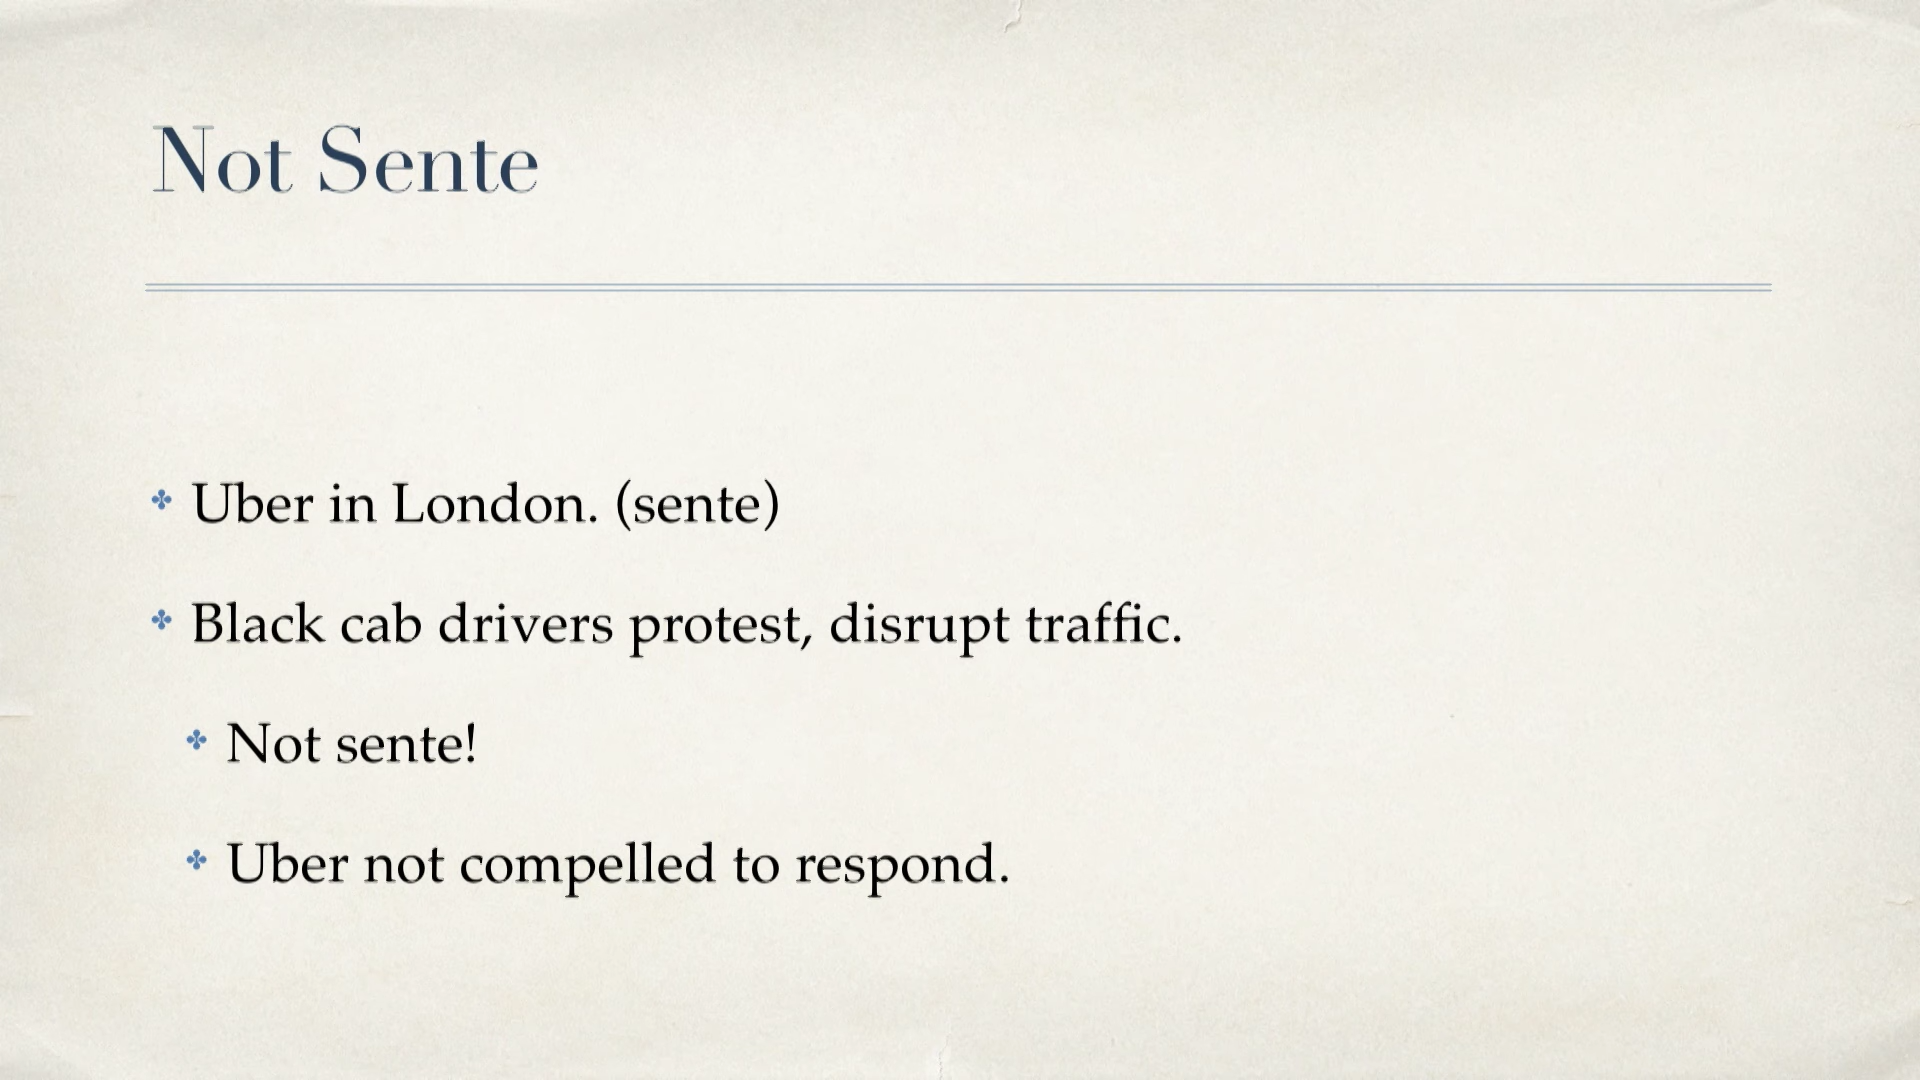 Not Sente
Uber in London. (sente)
Black cab drivers protest, disrupt traffic.
Not sente!
Uber not compelled to respond.